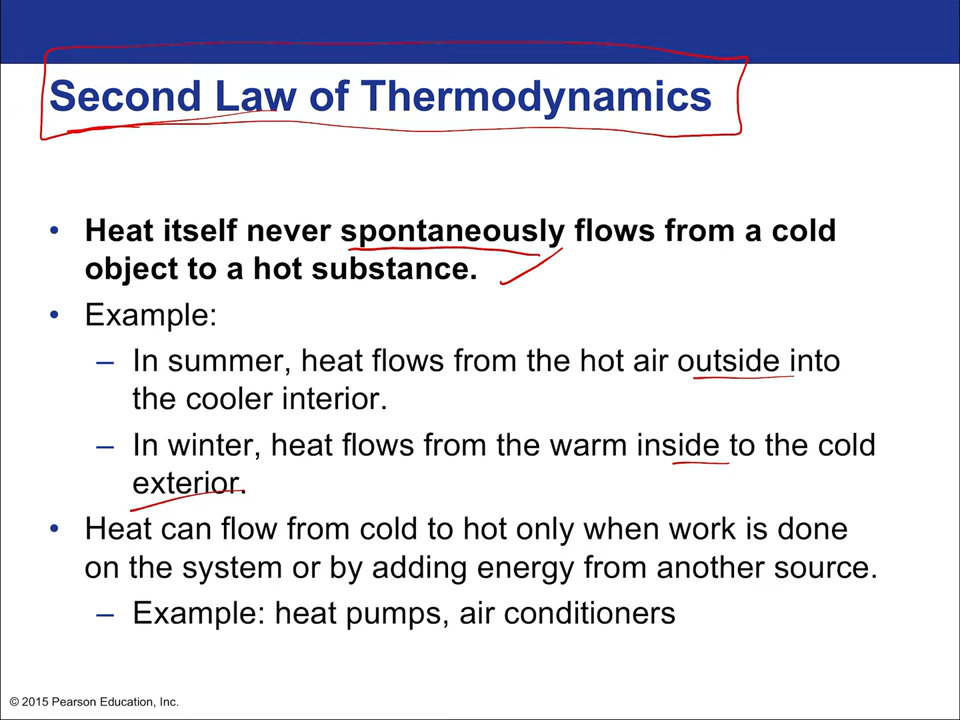 Second Law of Thermodynamics
• Heat itself never spontaneously flows from a cold
object to a hot substance.
• Example:
– In summer, heat flows from the hot air outside into
the cooler interior.
– In winter, heat flows from the warm inside to the cold
exterior.
• Heat can flow from cold to hot only when work is done
on the system or by adding energy from another source.
– Example: heat pumps, air conditioners
© 2015 Pearson Education, Inc.